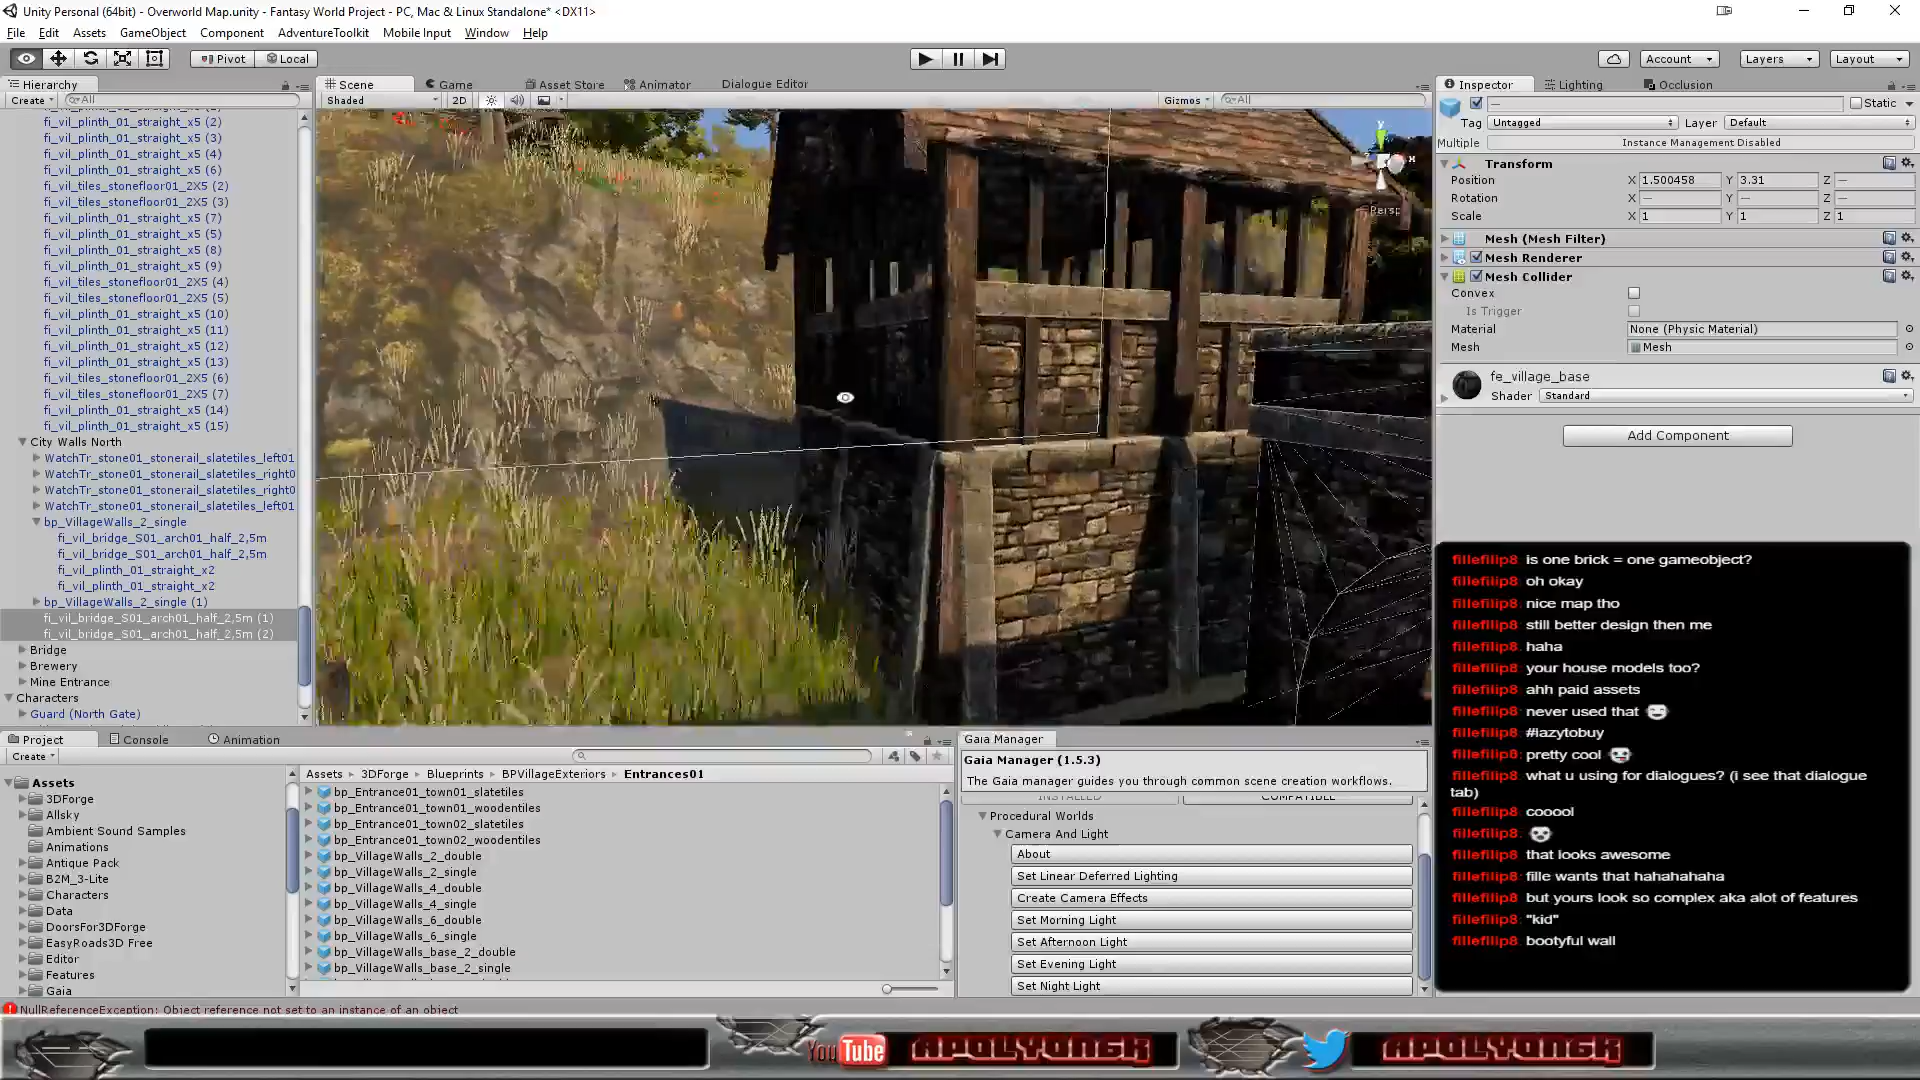 Unity Personal (64bit) - Overworld Map.unity - Fantasy World Project - PC, Mac & Linux Standalone* <DX11>
File Edit Assets GameObject Component AdventureToolkit Mobile Input Window Help
Pivot Local Account Layers Layout
Hierarchy Scene Game Asset Store Animator Dialogue Editor Inspector Lighting Occlusion
Create All Shaded 2D Gizmos All
fi_vil_plinth_01_straight_x5 (2)
fi_vil_plinth_01_straight_x5 (3)
fi_vil_plinth_01_straight_x5 (4)
fi_vil_plinth_01_straight_x5 (6)
fi_vil_tiles_stonefloor01_2X5 (2)
fi_vil_tiles_stonefloor01_2X5 (3)
fi_vil_plinth_01_straight_x5 (7)
fi_vil_plinth_01_straight_x5 (5)
fi_vil_plinth_01_straight_x5 (8)
fi_vil_plinth_01_straight_x5 (9)
fi_vil_tiles_stonefloor01_2X5 (4)
fi_vil_tiles_stonefloor01_2X5 (5)
fi_vil_plinth_01_straight_x5 (10)
fi_vil_plinth_01_straight_x5 (11)
fi_vil_plinth_01_straight_x5 (12)
fi_vil_plinth_01_straight_x5 (13)
fi_vil_tiles_stonefloor01_2X5 (6)
fi_vil_tiles_stonefloor01_2X5 (7)
fi_vil_plinth_01_straight_x5 (14)
fi_vil_plinth_01_straight_x5 (15)
City Walls North
WatchTr_stone01_stonerail_slatetiles_left01
WatchTr_stone01_stonerail_slatetiles_right0
WatchTr_stone01_stonerail_slatetiles_right0
WatchTr_stone01_stonerail_slatetiles_left01
bp_VillageWalls_2_single
fi_vil_bridge_S01_arch01_half_2,5m
fi_vil_bridge_S01_arch01_half_2,5m
fi_vil_plinth_01_straight_x2
fi_vil_plinth_01_straight_x2
bp_VillageWalls_2_single (1)
fi_vil_bridge_S01_arch01_half_2,5m (1)
fi_vil_bridge_S01_arch01_half_2,5m (2)
Bridge
Brewery
Mine Entrance
Characters
Guard (North Gate)
y
Persp
— Static
Tag Untagged Layer Default
Multiple Instance Management Disabled
Transform
Position X 1.500458 Y 3.31 Z —
Rotation X — Y — Z —
Scale X 1 Y 1 Z 1
Mesh (Mesh Filter)
Mesh Renderer
Mesh Collider
Convex
Is Trigger
Material None (Physic Material)
Mesh Mesh
fe_village_base
Shader Standard
Add Component
fillefilip8: is one brick = one gameobject?
fillefilip8: oh okay
fillefilip8: nice map tho
fillefilip8: still better design then me
fillefilip8: haha
fillefilip8: your house models too?
fillefilip8: ahh paid assets
fillefilip8: never used that
fillefilip8: #lazytobuy
fillefilip8: pretty cool
fillefilip8: what u using for dialogues? (i see that dialogue
tab)
fillefilip8: cooool
fillefilip8:
fillefilip8: that looks awesome
fillefilip8: fille wants that hahahahaha
fillefilip8: but yours look so complex aka alot of features
fillefilip8: "kid"
fillefilip8: bootyful wall
Project Console Animation
Create
Assets
3DForge
Allsky
Ambient Sound Samples
Animations
Antique Pack
B2M_3-Lite
Characters
Data
DoorsFor3DForge
EasyRoads3D Free
Editor
Features
Gaia
Assets 3DForge Blueprints BPVillageExteriors Entrances01
bp_Entrance01_town01_slatetiles
bp_Entrance01_town01_woodentiles
bp_Entrance01_town02_slatetiles
bp_Entrance01_town02_woodentiles
bp_VillageWalls_2_double
bp_VillageWalls_2_single
bp_VillageWalls_4_double
bp_VillageWalls_4_single
bp_VillageWalls_6_double
bp_VillageWalls_6_single
bp_VillageWalls_base_2_double
bp_VillageWalls_base_2_single
Gaia Manager
Gaia Manager (1.5.3)
The Gaia manager guides you through common scene creation workflows.
INSTALLED COMPATIBLE
Procedural Worlds
Camera And Light
About
Set Linear Deferred Lighting
Create Camera Effects
Set Morning Light
Set Afternoon Light
Set Evening Light
Set Night Light
NullReferenceException: Object reference not set to an instance of an object
YouTube APOLYONGK APOLYONGK